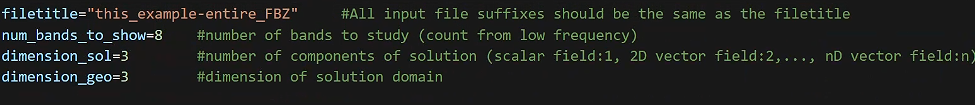 filetitle="this_example-entire_FBZ" #All input file suffixes should be the same as the filetitle
num_bands_to_show=8 #number of bands to study (count from low frequency)
dimension_sol=3 #number of components of solution (scalar field:1, 2D vector field:2,..., nD vector field:n)
dimension_geo=3 #dimension of solution domain